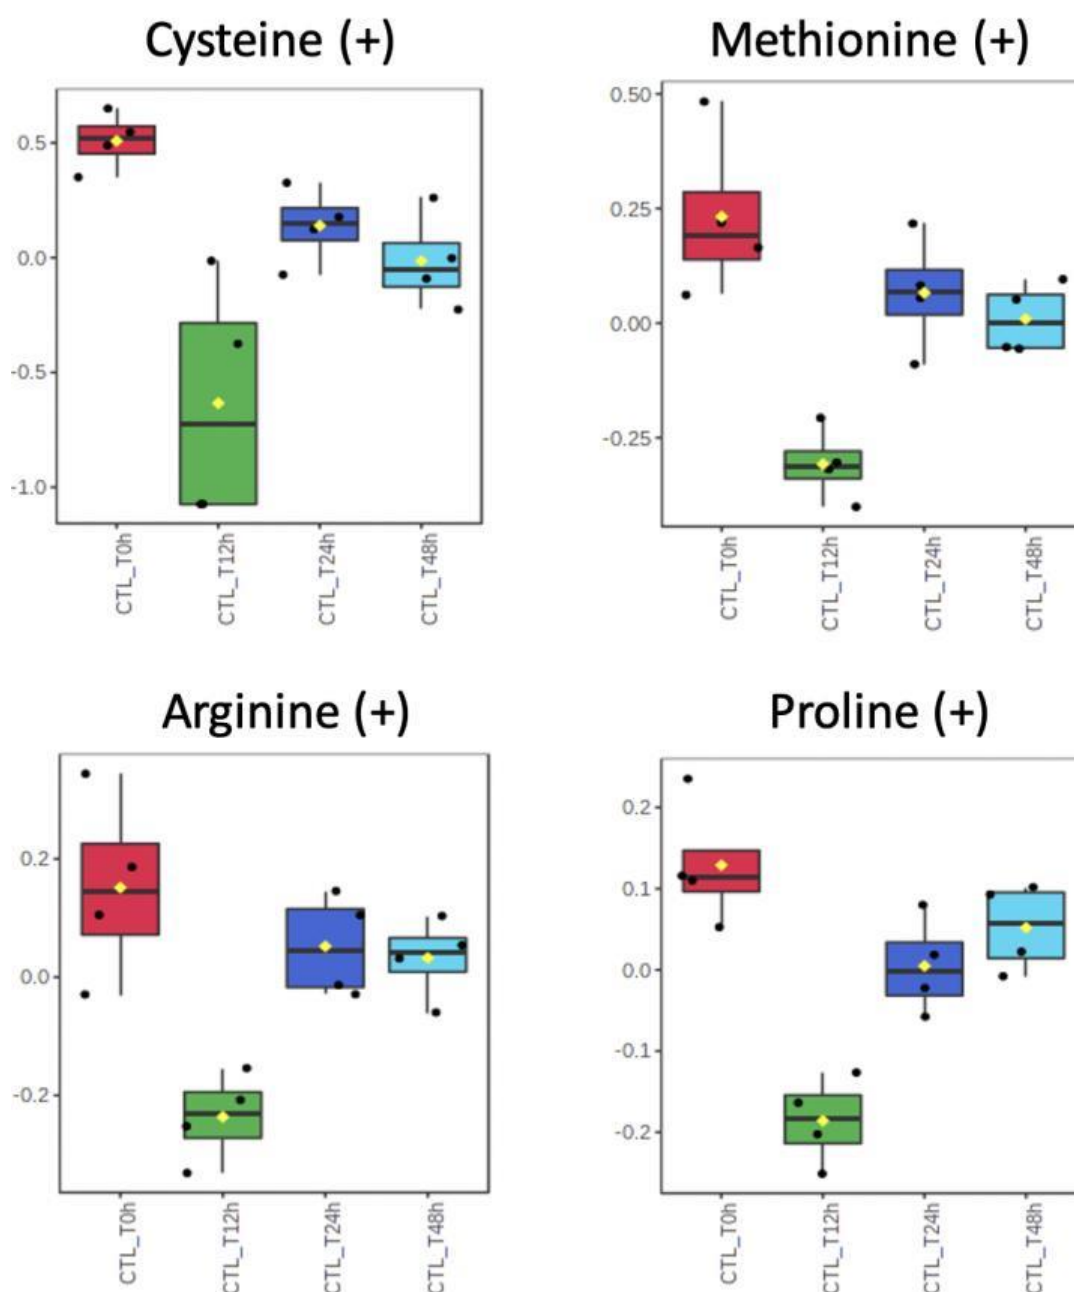 Cysteine (+)
0.5
0.0
-0.5
-1.0
CTL_T0h
CTL_T12h
CTL_T24h
CTL_T48h
Methionine (+)
0.50
0.25
0.00
-0.25
CTL_T0h
CTL_T12h
CTL_T24h
CTL_T48h
Arginine (+)
0.2
0.0
-0.2
CTL_T0h
CTL_T12h
CTL_T24h
CTL_T48h
Proline (+)
0.2
0.1
0.0
-0.1
-0.2
CTL_T0h
CTL_T12h
CTL_T24h
CTL_T48h